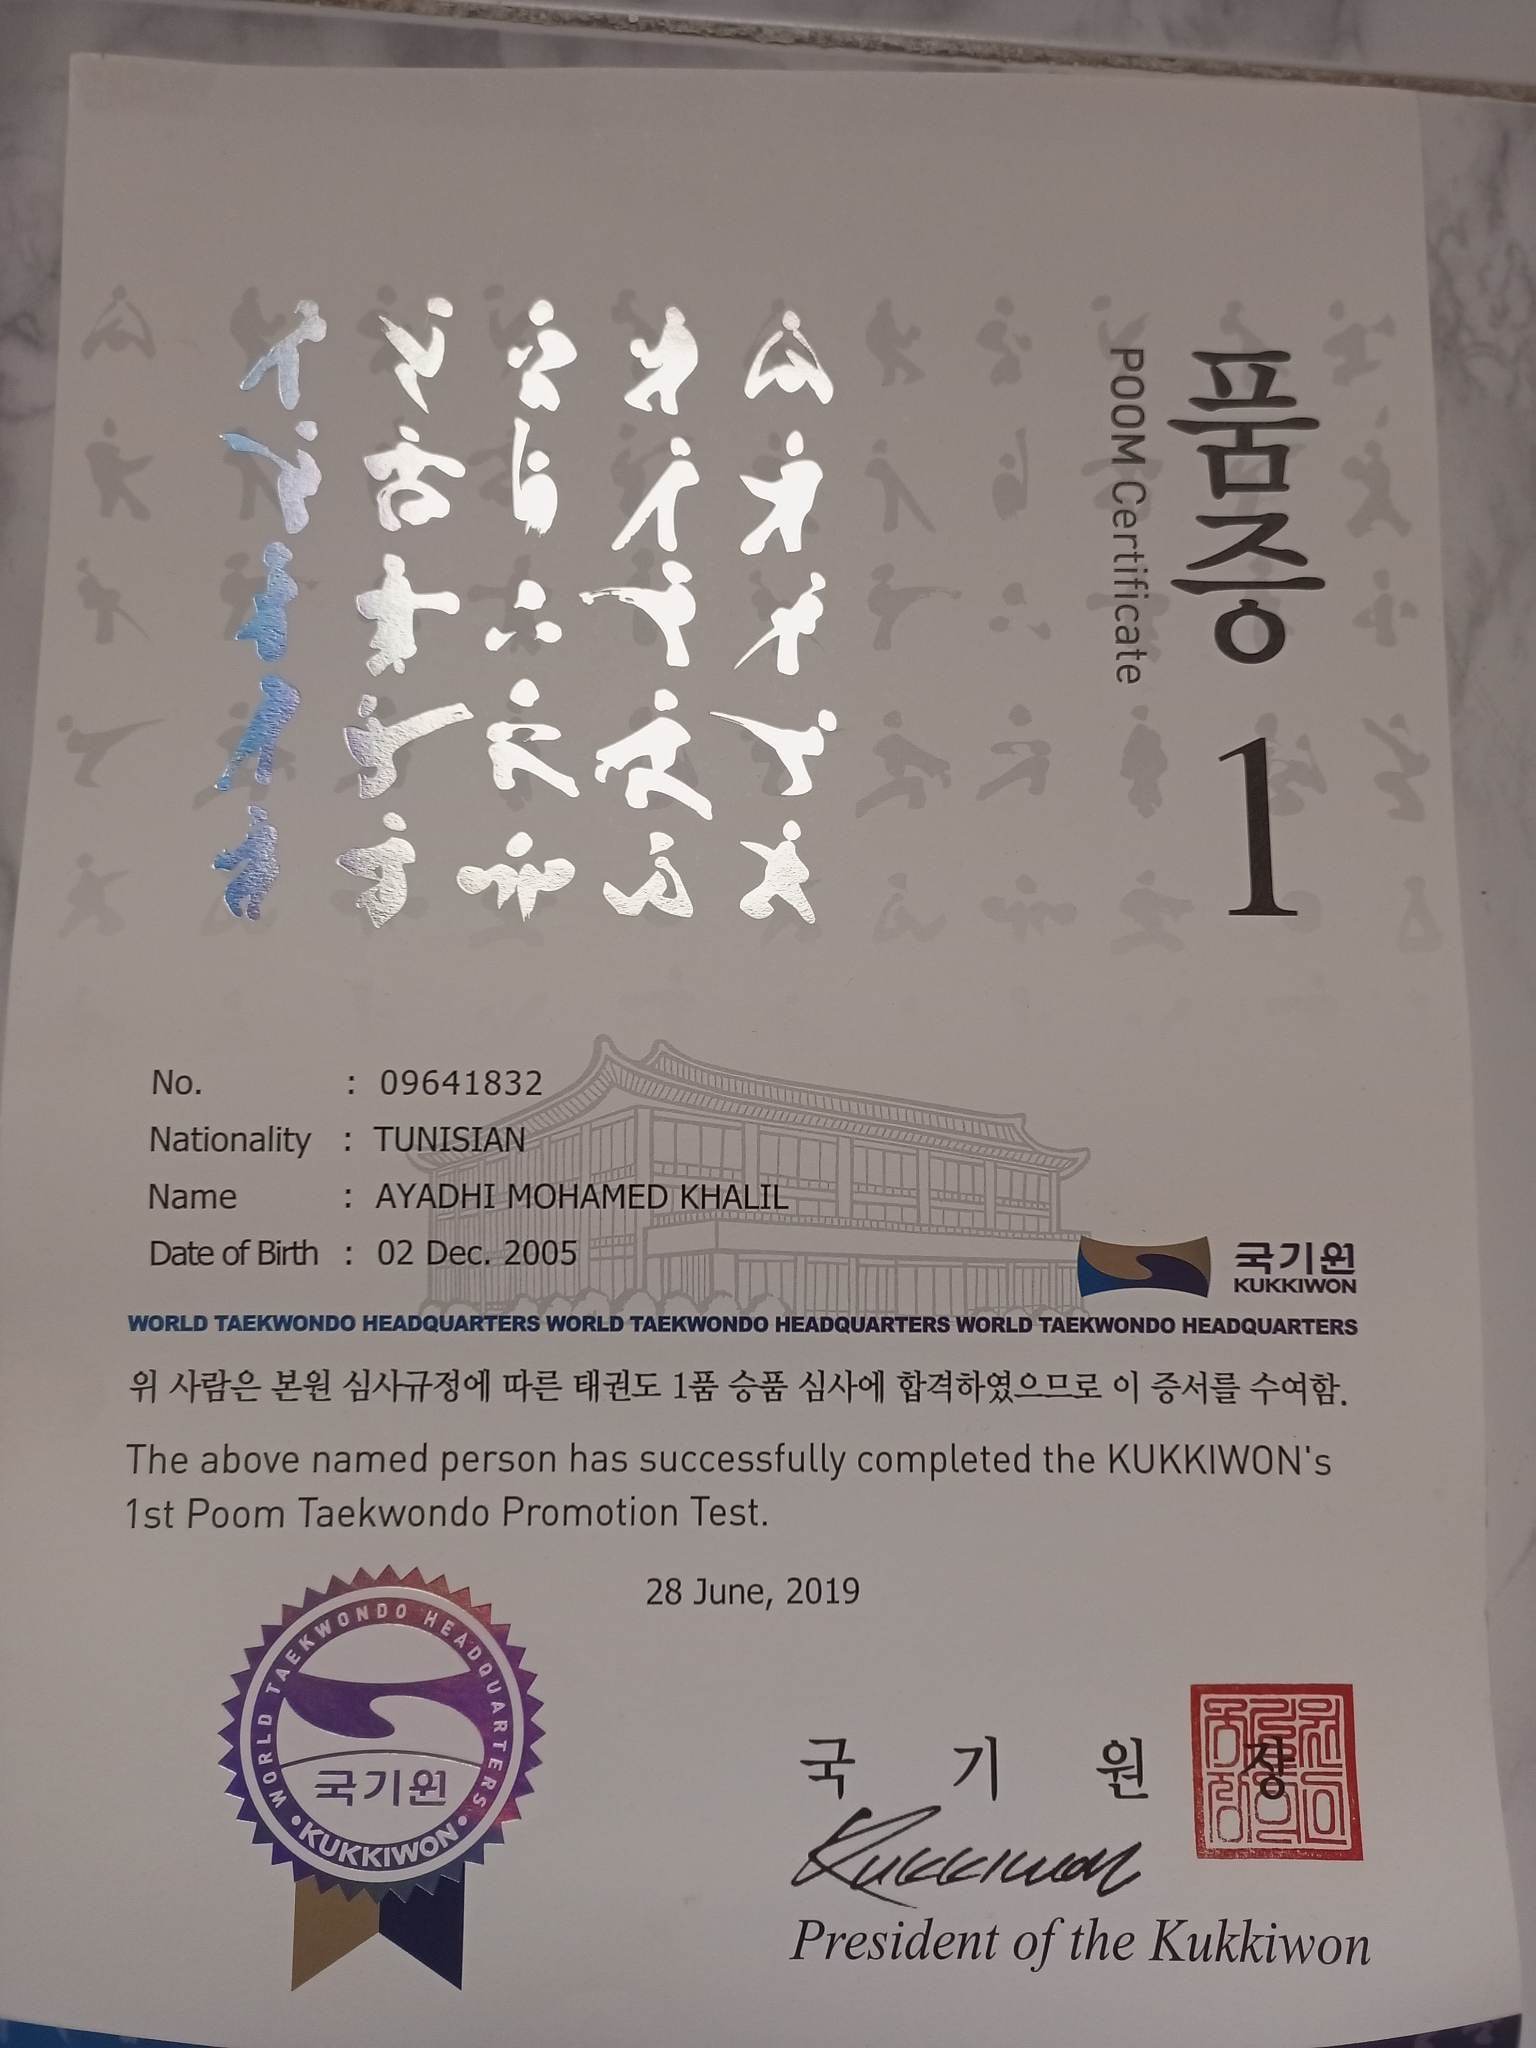 품증 1
POOM Certificate
No. : 09641832
Nationality : TUNISIAN
Name : AYADHI MOHAMED KHALIL
Date of Birth : 02 Dec. 2005
국기원
KUKKIWON
WORLD TAEKWONDO HEADQUARTERS WORLD TAEKWONDO HEADQUARTERS WORLD TAEKWONDO HEADQUARTERS
위 사람은 본원 심사규정에 따른 태권도 1품 승품 심사에 합격하였으므로 이 증서를 수여함.
The above named person has successfully completed the KUKKIWON's
1st Poom Taekwondo Promotion Test.
28 June, 2019
WORLD TAEKWONDO HEADQUARTERS
국기원
• KUKKIWON •
국 기 원 장
Kukkiwon
President of the Kukkiwon